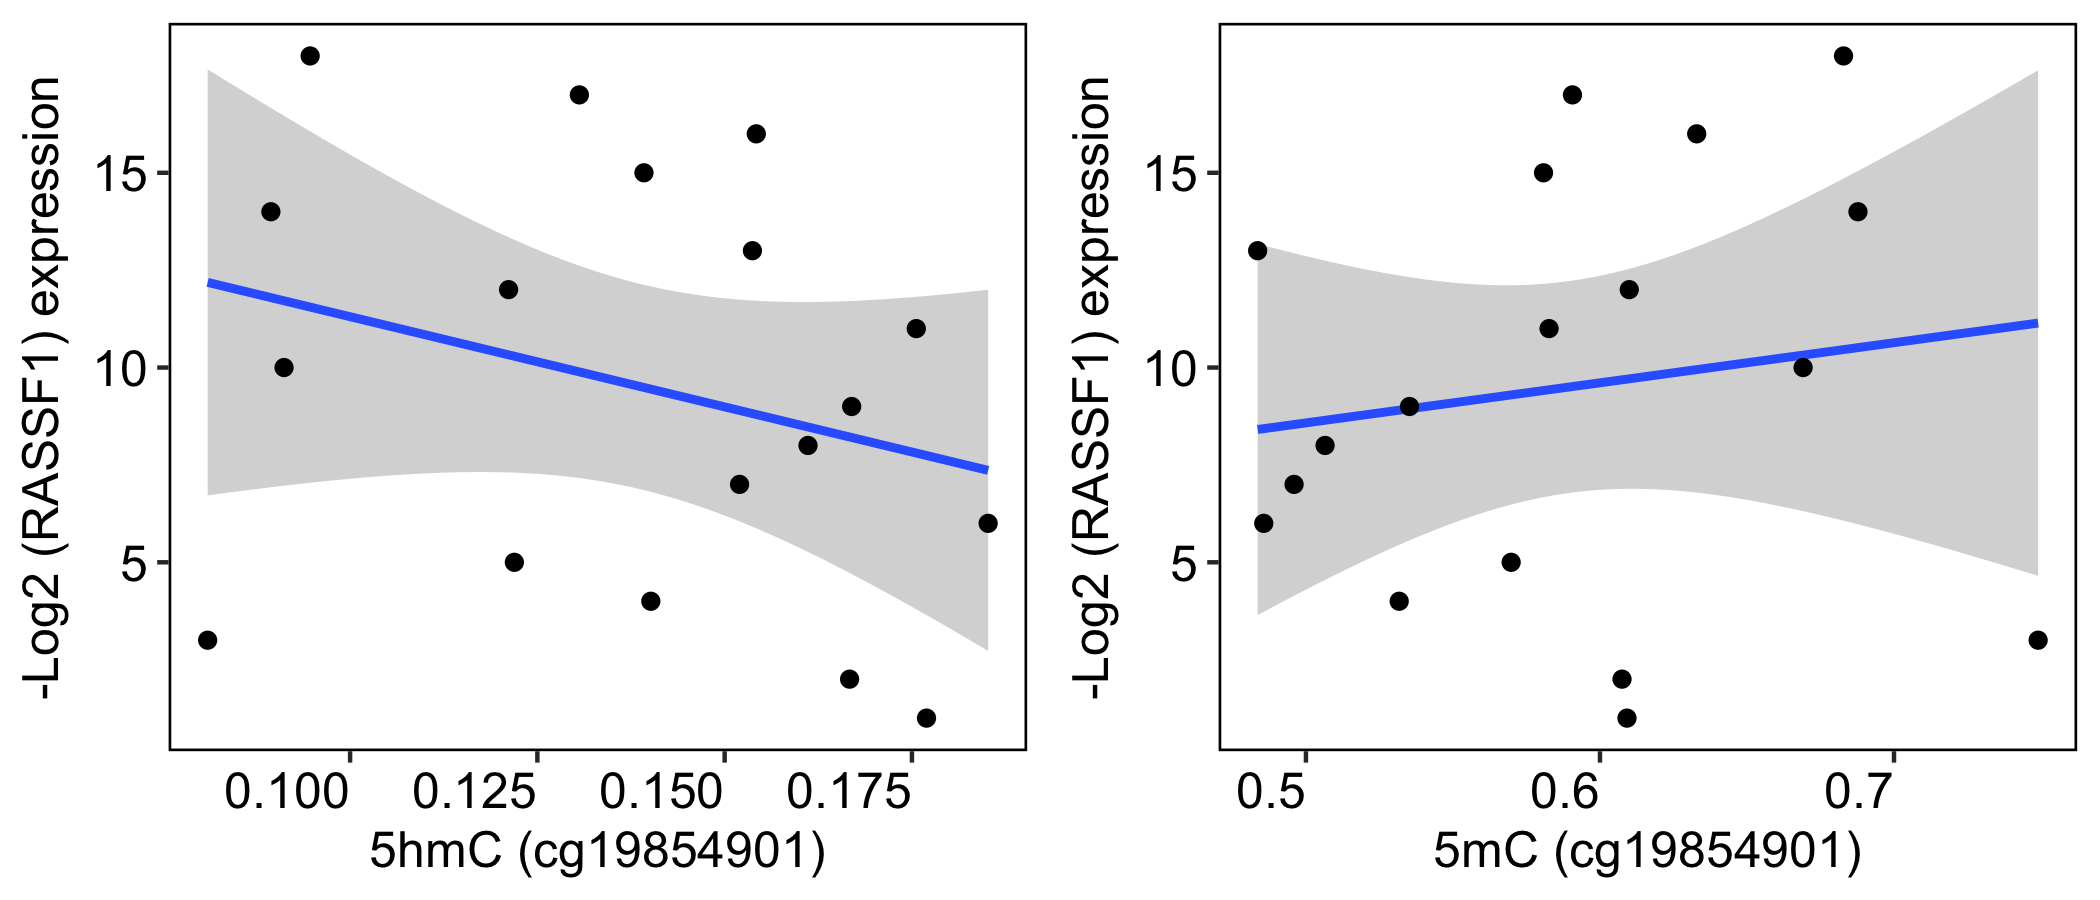 -Log2 (RASSF1) expression
15
10
5
0.100 0.125 0.150 0.175
5hmC (cg19854901)
-Log2 (RASSF1) expression
15
10
5
0.5 0.6 0.7
5mC (cg19854901)